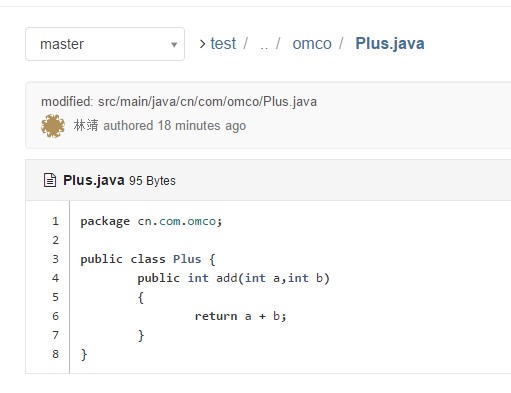 master > test / .. / omco / Plus.java
modified: src/main/java/cn/com/omco/Plus.java
林靖 authored 18 minutes ago
Plus.java 95 Bytes
1 package cn.com.omco;
2
3 public class Plus {
4 public int add(int a,int b)
5 {
6 return a + b;
7 }
8 }